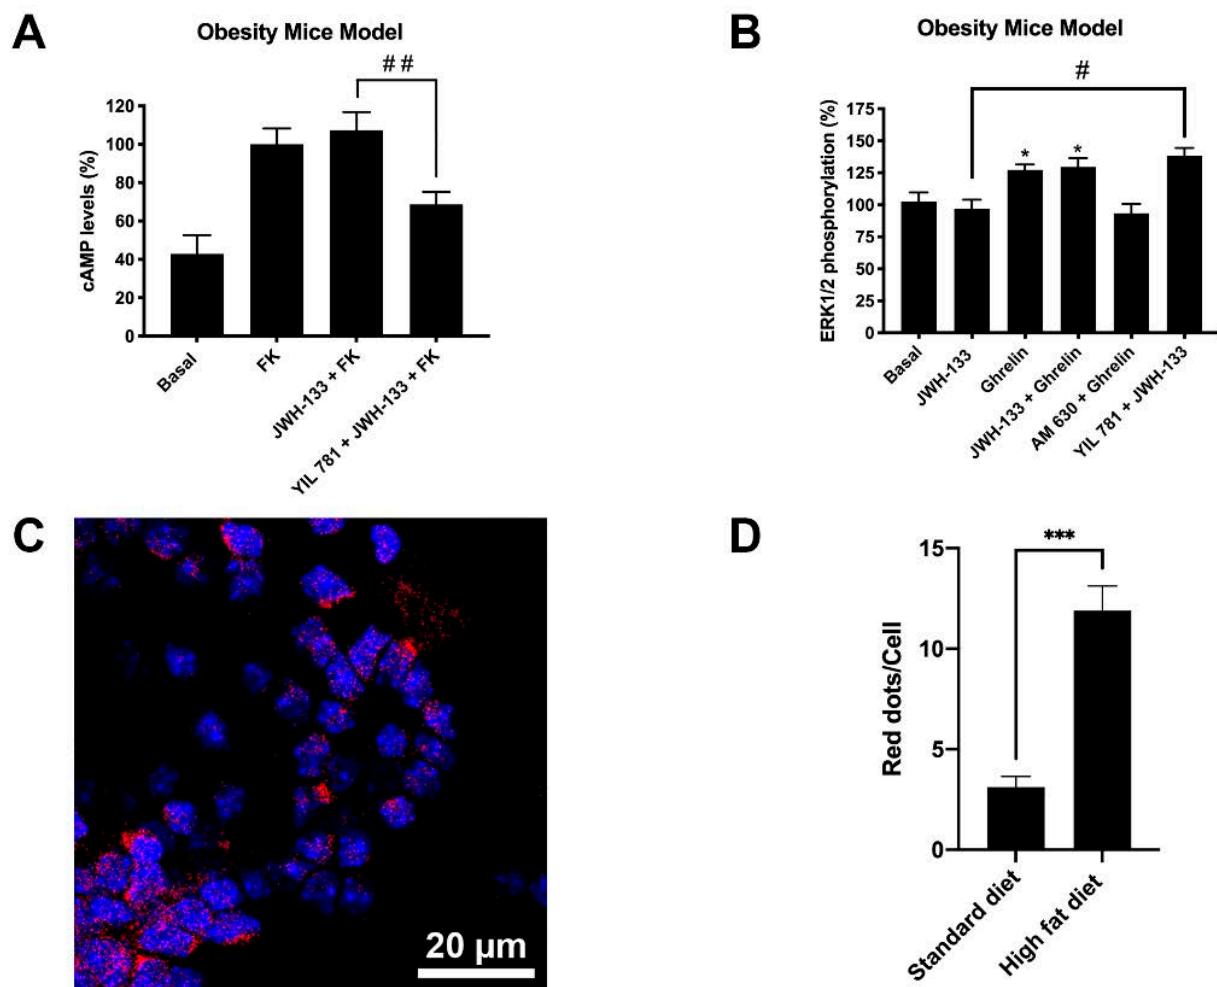 A
Obesity Mice Model
# #
cAMP levels (%)
120
100
80
60
40
20
0
Basal
FK
JWH-133 + FK
YIL 781 + JWH-133 + FK
B
Obesity Mice Model
#
ERK1/2 phosphorylation (%)
175
150
125
100
75
50
25
0
*
*
Basal
JWH-133
Ghrelin
JWH-133 + Ghrelin
AM 630 + Ghrelin
YIL 781 + JWH-133
C
20 µm
D
***
Red dots/Cell
15
10
5
0
Standard diet
High fat diet